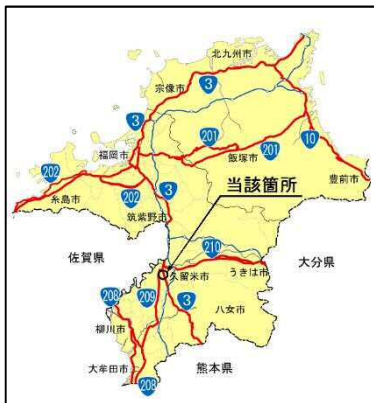 北九州市
宗像市
3
3
201
福岡市
飯塚市
201
10
豊前市
202
糸島市
202
3
筑紫野市
当該箇所
佐賀県
210
大分県
久留米市
うきは市
208
209
3
八女市
柳川市
大牟田市
208
熊本県